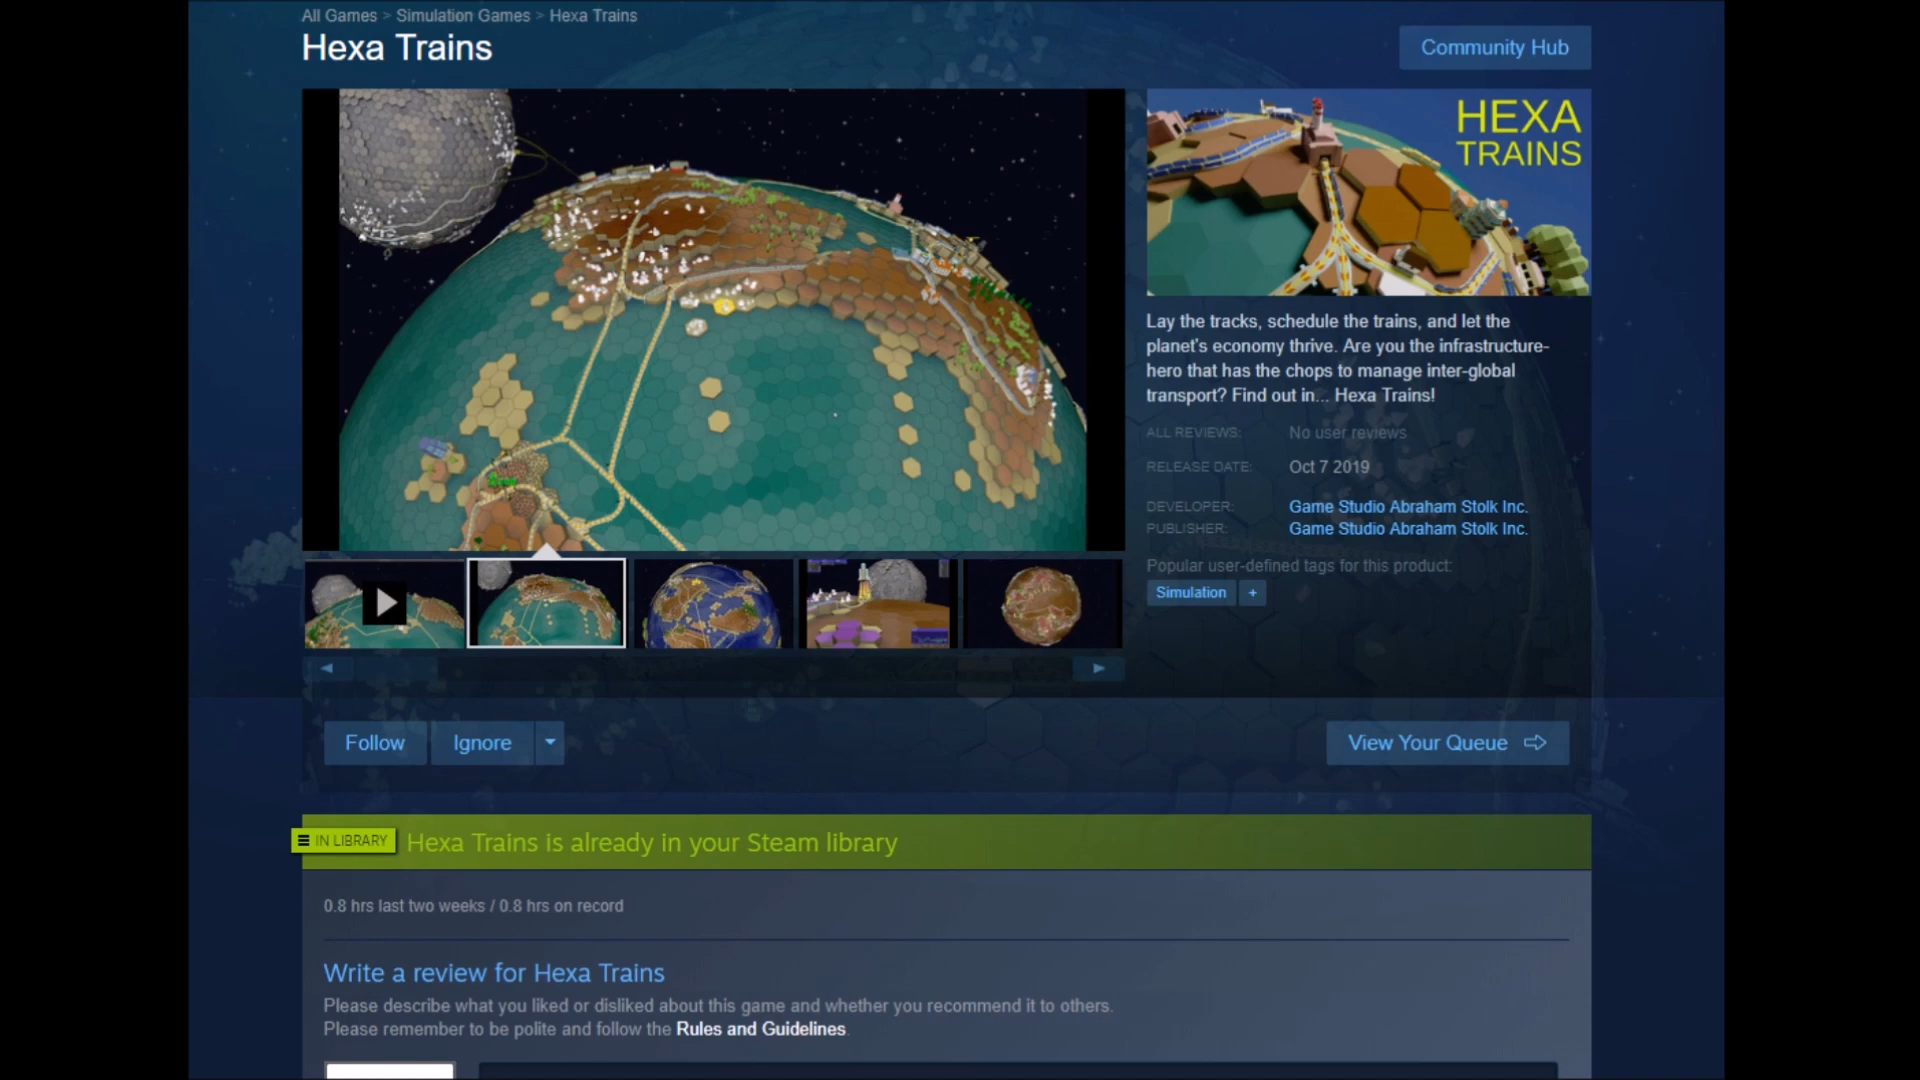 All Games > Simulation Games > Hexa Trains
Hexa Trains
Community Hub
HEXA
TRAINS
Lay the tracks, schedule the trains, and let the
planet's economy thrive. Are you the infrastructure-
hero that has the chops to manage inter-global
transport? Find out in... Hexa Trains!
ALL REVIEWS: No user reviews
RELEASE DATE: Oct 7 2019
DEVELOPER: Game Studio Abraham Stolk Inc.
PUBLISHER: Game Studio Abraham Stolk Inc.
Popular user-defined tags for this product:
Simulation +
Follow Ignore View Your Queue
IN LIBRARY Hexa Trains is already in your Steam library
0.8 hrs last two weeks / 0.8 hrs on record
Write a review for Hexa Trains
Please describe what you liked or disliked about this game and whether you recommend it to others.
Please remember to be polite and follow the Rules and Guidelines.